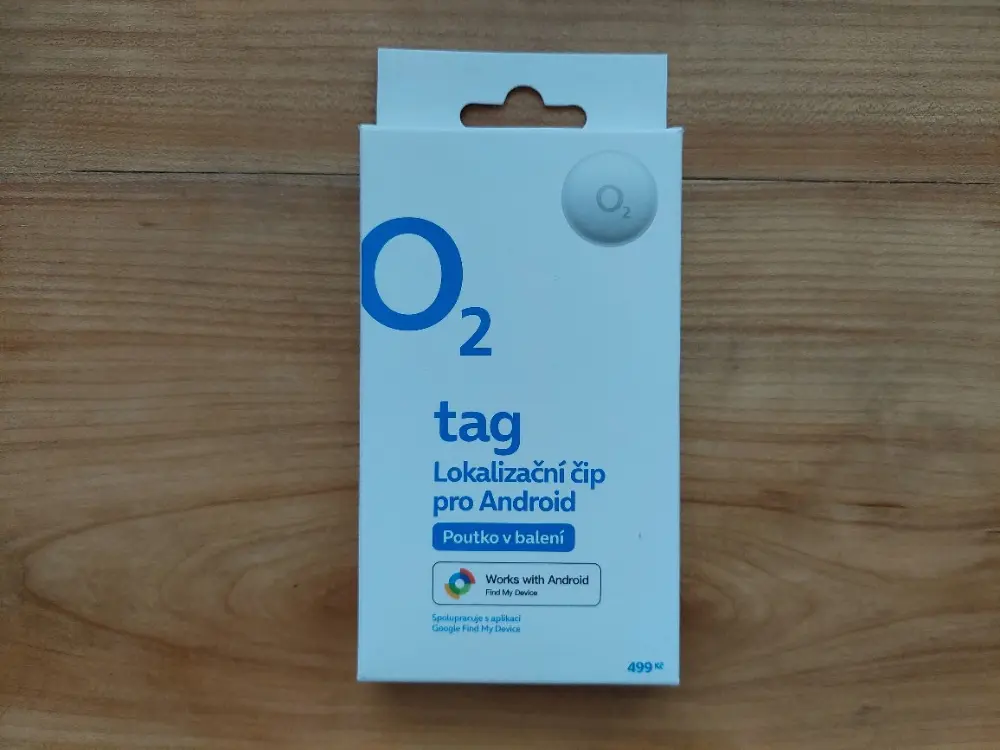 O2
O2
tag
Lokalizační čip
pro Android
Poutko v balení
Works with Android
Find My Device
Spolupracuje s aplikací
Google Find My Device
499 Kč